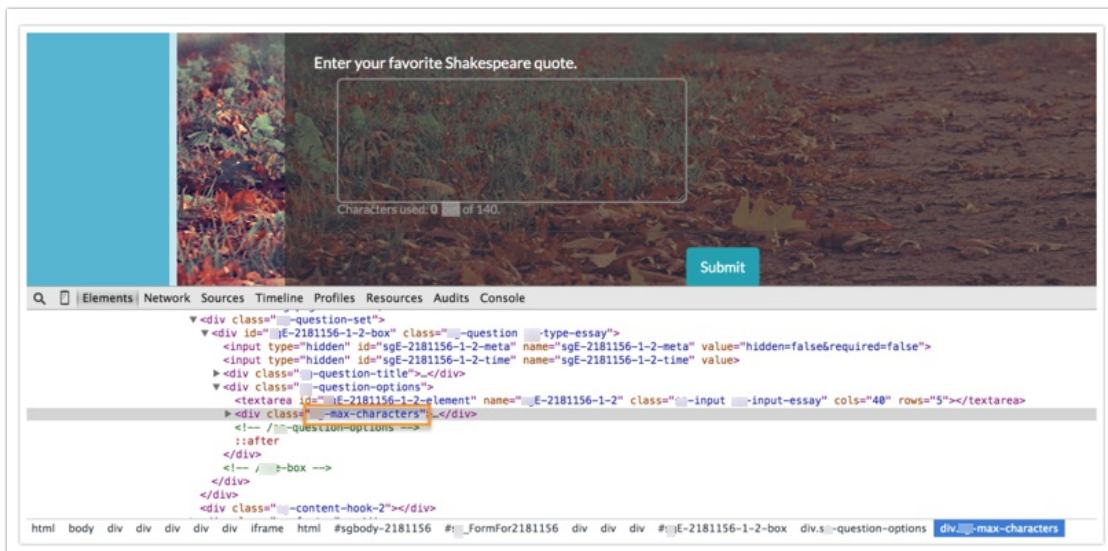 Enter your favorite Shakespeare quote.
Characters used: 0 of 140.
Submit
Elements Network Sources Timeline Profiles Resources Audits Console
▼<div class="-question-set">
▼<div id="E-2181156-1-2-box" class="-question -type-essay">
<input type="hidden" id="sgE-2181156-1-2-meta" name="sgE-2181156-1-2-meta" value="hidden=false&required=false">
<input type="hidden" id="sgE-2181156-1-2-time" name="sgE-2181156-1-2-time" value>
▶<div class="-question-title">…</div>
▼<div class="-question-options">
<textarea id="E-2181156-1-2-element" name="E-2181156-1-2" class="-input -input-essay" cols="40" rows="5"></textarea>
▶<div class="-max-characters">…</div>
<!-- /-question-options -->
::after
</div>
<!-- /-box -->
</div>
</div>
<div class="-content-hook-2"></div>
html body div div div div div iframe html #sgbody-2181156 #_FormFor2181156 div div div #E-2181156-1-2-box div.s-question-options div.-max-characters